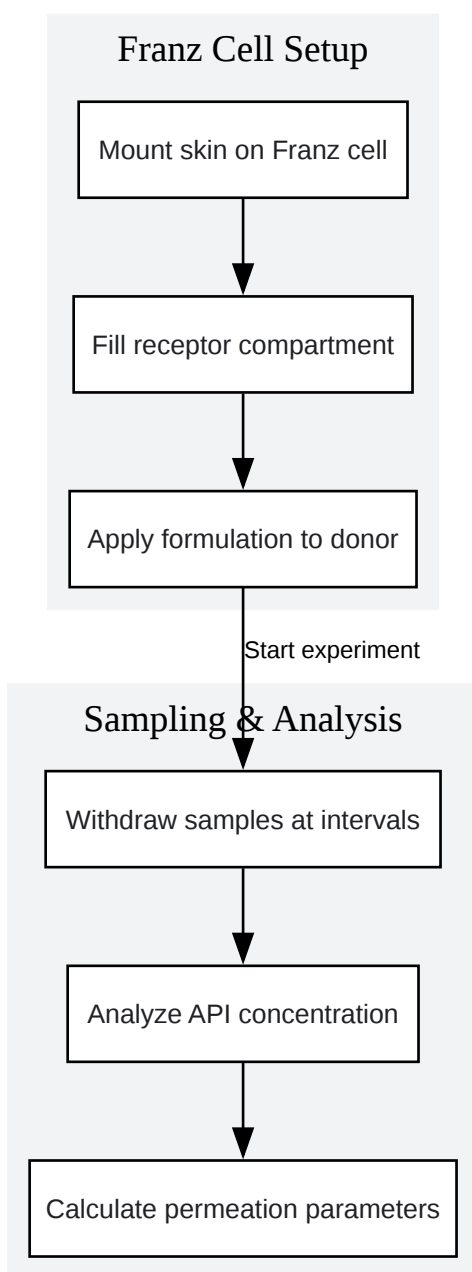 Franz Cell Setup
Mount skin on Franz cell
Fill receptor compartment
Apply formulation to donor
Start experiment
Sampling & Analysis
Withdraw samples at intervals
Analyze API concentration
Calculate permeation parameters